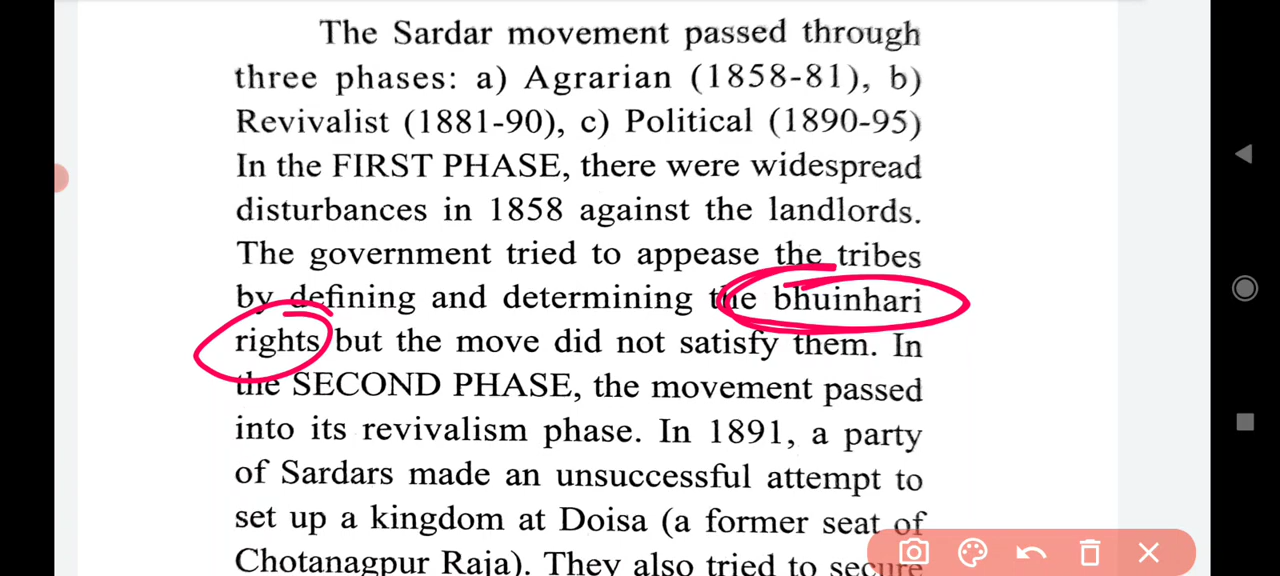 The Sardar movement passed through
three phases: a) Agrarian (1858-81), b)
Revivalist (1881-90), c) Political (1890-95)
In the FIRST PHASE, there were widespread
disturbances in 1858 against the landlords.
The government tried to appease the tribes
by defining and determining the bhuinhari
rights but the move did not satisfy them. In
the SECOND PHASE, the movement passed
into its revivalism phase. In 1891, a party
of Sardars made an unsuccessful attempt to
set up a kingdom at Doisa (a former seat of
Chotanagpur Raja). They also tried to secure